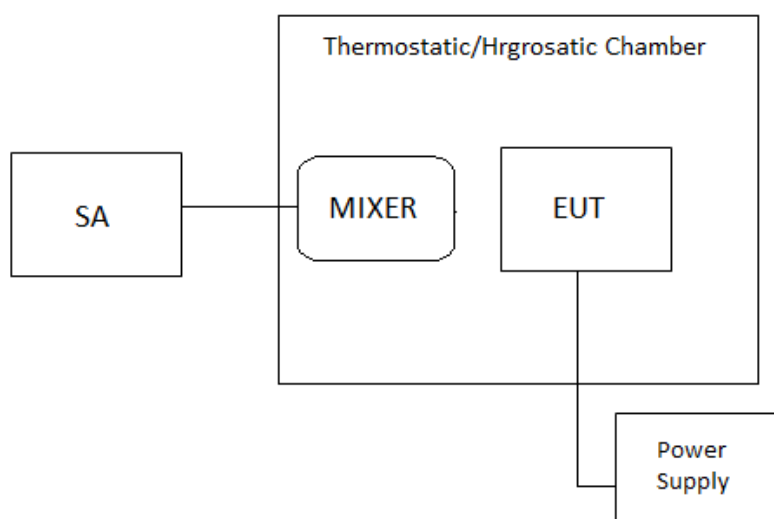 Thermostatic/Hrgrosatic Chamber
SA
MIXER
EUT
Power
Supply